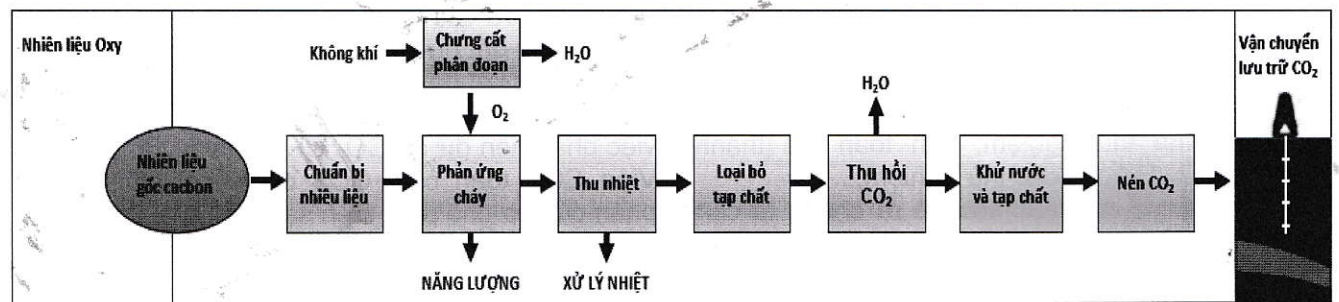 Nhiên liệu Oxy
Không khí
Chưng cất
phân đoạn
H₂O
O₂
Nhiên liệu
gốc cacbon
Chuẩn bị
nhiêu liệu
Phản ứng
cháy
Thu nhiệt
Loại bỏ
tạp chất
H₂O
Thu hồi
CO₂
Khử nước
và tạp chất
Nén CO₂
Vận chuyển
lưu trữ CO₂
NĂNG LƯỢNG
XỬ LÝ NHIỆT